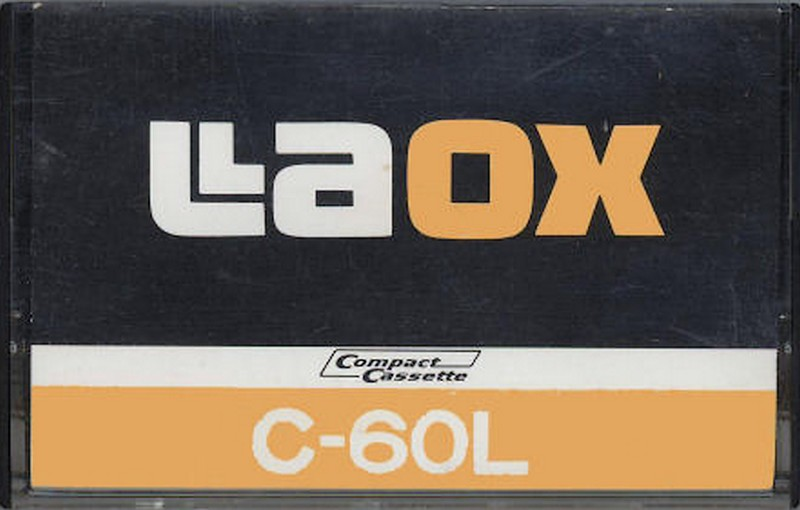 Laox
Compact
Cassette
C-60L